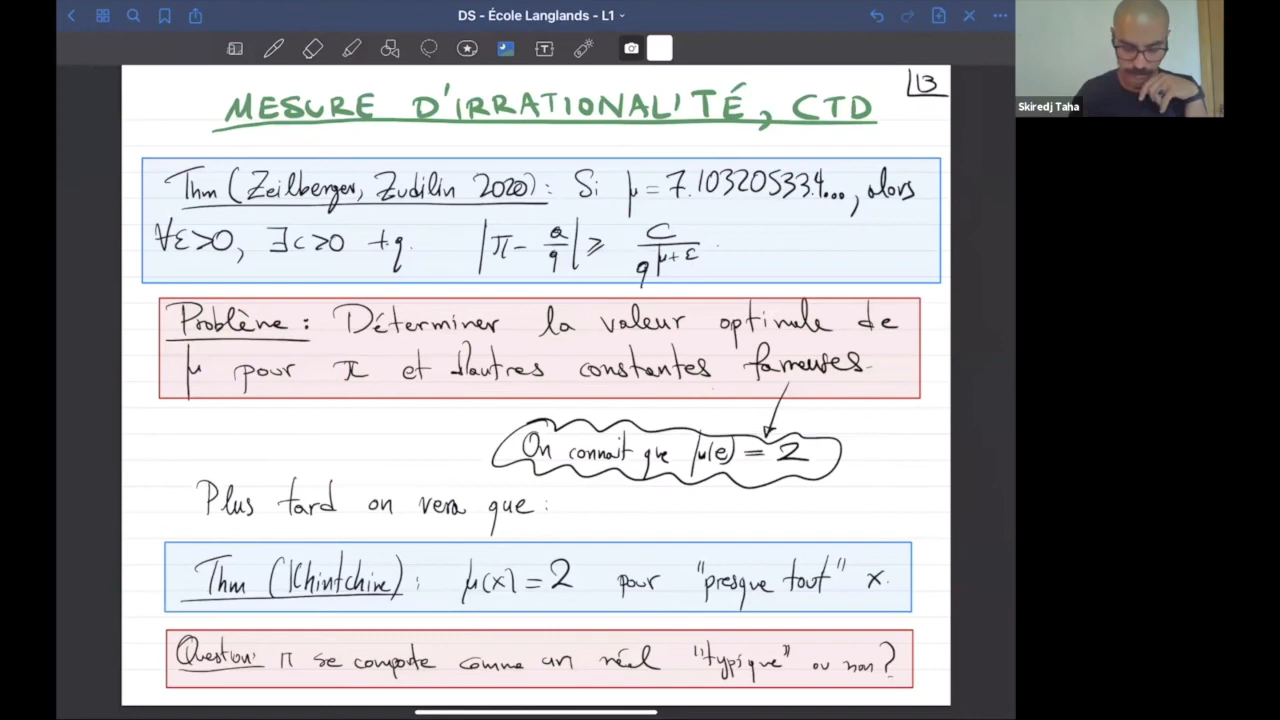 DS - École Langlands - L1
Skiredj Taha
13
MESURE D'IRRATIONALITÉ, CTD
Thm (Zeilberger, Zudilin 2020) : Si μ = 7.103205334..., alors
∀ε>0, ∃c>0 tq |π - a/q| ≥ c/q^{μ+ε}
Problème : Déterminer la valeur optimale de
μ pour π et d'autres constantes fameuses.
On connait que μ(e) = 2
Plus tard on verra que :
Thm (Khintchine) : μ(x) = 2 pour "presque tout" x.
Question: π se comporte comme un réel "typique" ou non ?